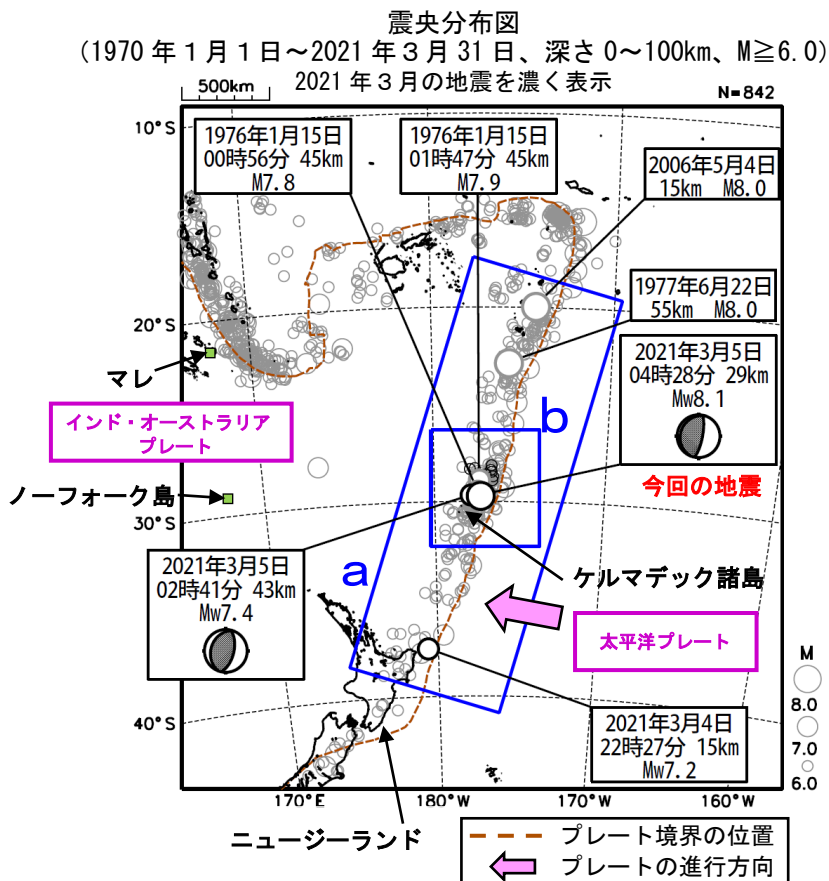 震央分布図
(1970年1月1日～2021年3月31日、深さ0～100km、M≧6.0)
2021年3月の地震を濃く表示
500km
N=842
10°S
20°S
30°S
40°S
170°E
180°W
170°W
160°W
1976年1月15日
00時56分 45km
M7.8
1976年1月15日
01時47分 45km
M7.9
2006年5月4日
15km M8.0
1977年6月22日
55km M8.0
2021年3月5日
04時28分 29km
Mw8.1
今回の地震
マレ
インド・オーストラリア
プレート
ノーフォーク島
b
a
2021年3月5日
02時41分 43km
Mw7.4
ケルマデック諸島
太平洋プレート
2021年3月4日
22時27分 15km
Mw7.2
M
8.0
7.0
6.0
ニュージーランド
プレート境界の位置
プレートの進行方向